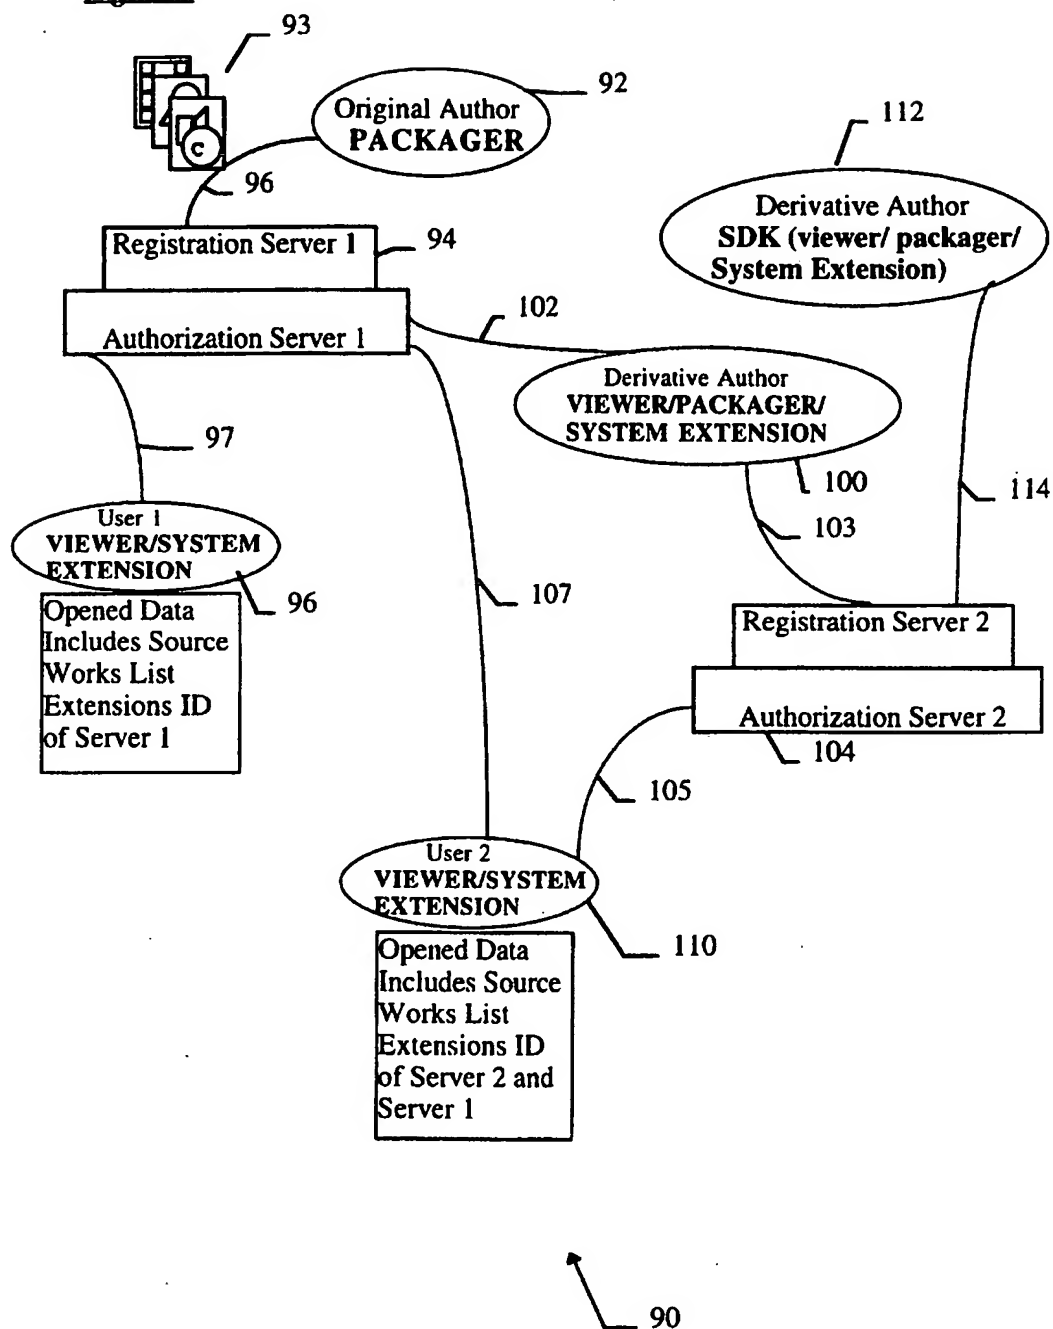 93
Original Author
PACKAGER
92
C
96
Registration Server 1
94
Authorization Server 1
112
Derivative Author
SDK (viewer/ packager/
System Extension)
102
Derivative Author
VIEWER/PACKAGER/
SYSTEM EXTENSION
97
100
103
114
User 1
VIEWER/SYSTEM
EXTENSION
96
107
Opened Data
Includes Source
Works List
Extensions ID
of Server 1
Registration Server 2
Authorization Server 2
104
105
User 2
VIEWER/SYSTEM
EXTENSION
110
Opened Data
Includes Source
Works List
Extensions ID
of Server 2 and
Server 1
90